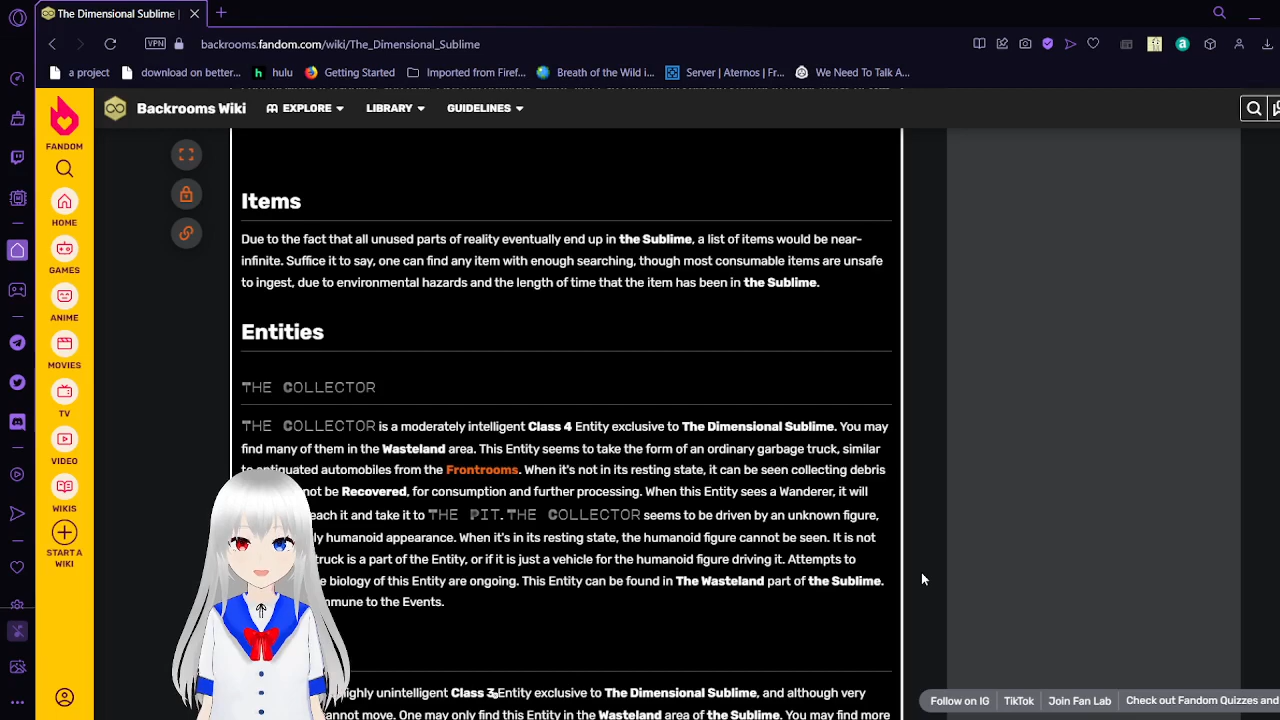 The Dimensional Sublime |
VPN
backrooms.fandom.com/wiki/The_Dimensional_Sublime
a project
download on better...
hulu
Getting Started
Imported from Firef...
Breath of the Wild i...
Server | Aternos | Fr...
We Need To Talk A...
FANDOM
HOME
GAMES
ANIME
MOVIES
TV
VIDEO
WIKIS
START A
WIKI
Backrooms Wiki
EXPLORE
LIBRARY
GUIDELINES
Items
Due to the fact that all unused parts of reality eventually end up in the Sublime, a list of items would be near-
infinite. Suffice it to say, one can find any item with enough searching, though most consumable items are unsafe
to ingest, due to environmental hazards and the length of time that the item has been in the Sublime.
Entities
THE COLLECTOR
THE COLLECTOR is a moderately intelligent Class 4 Entity exclusive to The Dimensional Sublime. You may
find many of them in the Wasteland area. This Entity seems to take the form of an ordinary garbage truck, similar
to antiquated automobiles from the Frontrooms. When it's not in its resting state, it can be seen collecting debris
not be Recovered, for consumption and further processing. When this Entity sees a Wanderer, it will
each it and take it to THE PIT. THE COLLECTOR seems to be driven by an unknown figure,
ly humanoid appearance. When it's in its resting state, the humanoid figure cannot be seen. It is not
truck is a part of the Entity, or if it is just a vehicle for the humanoid figure driving it. Attempts to
biology of this Entity are ongoing. This Entity can be found in The Wasteland part of the Sublime.
mmune to the Events.
ighly unintelligent Class 3 Entity exclusive to The Dimensional Sublime, and although very
annot move. One may only find this Entity in the Wasteland area of the Sublime. You may find more
Follow on IG
TikTok
Join Fan Lab
Check out Fandom Quizzes and